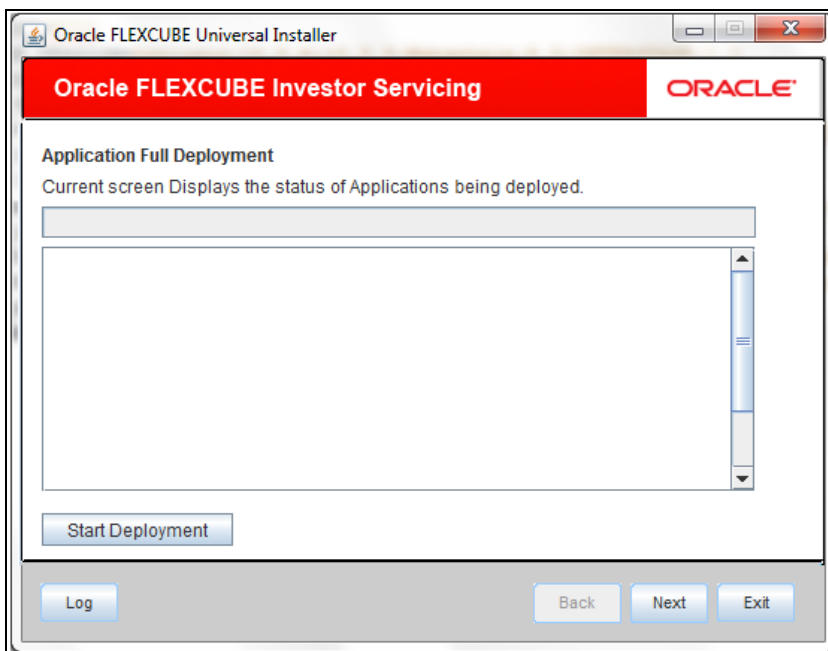 Oracle FLEXCUBE Universal Installer
Oracle FLEXCUBE Investor Servicing
ORACLE
Application Full Deployment
Current screen Displays the status of Applications being deployed.
Start Deployment
Log
Back
Next
Exit